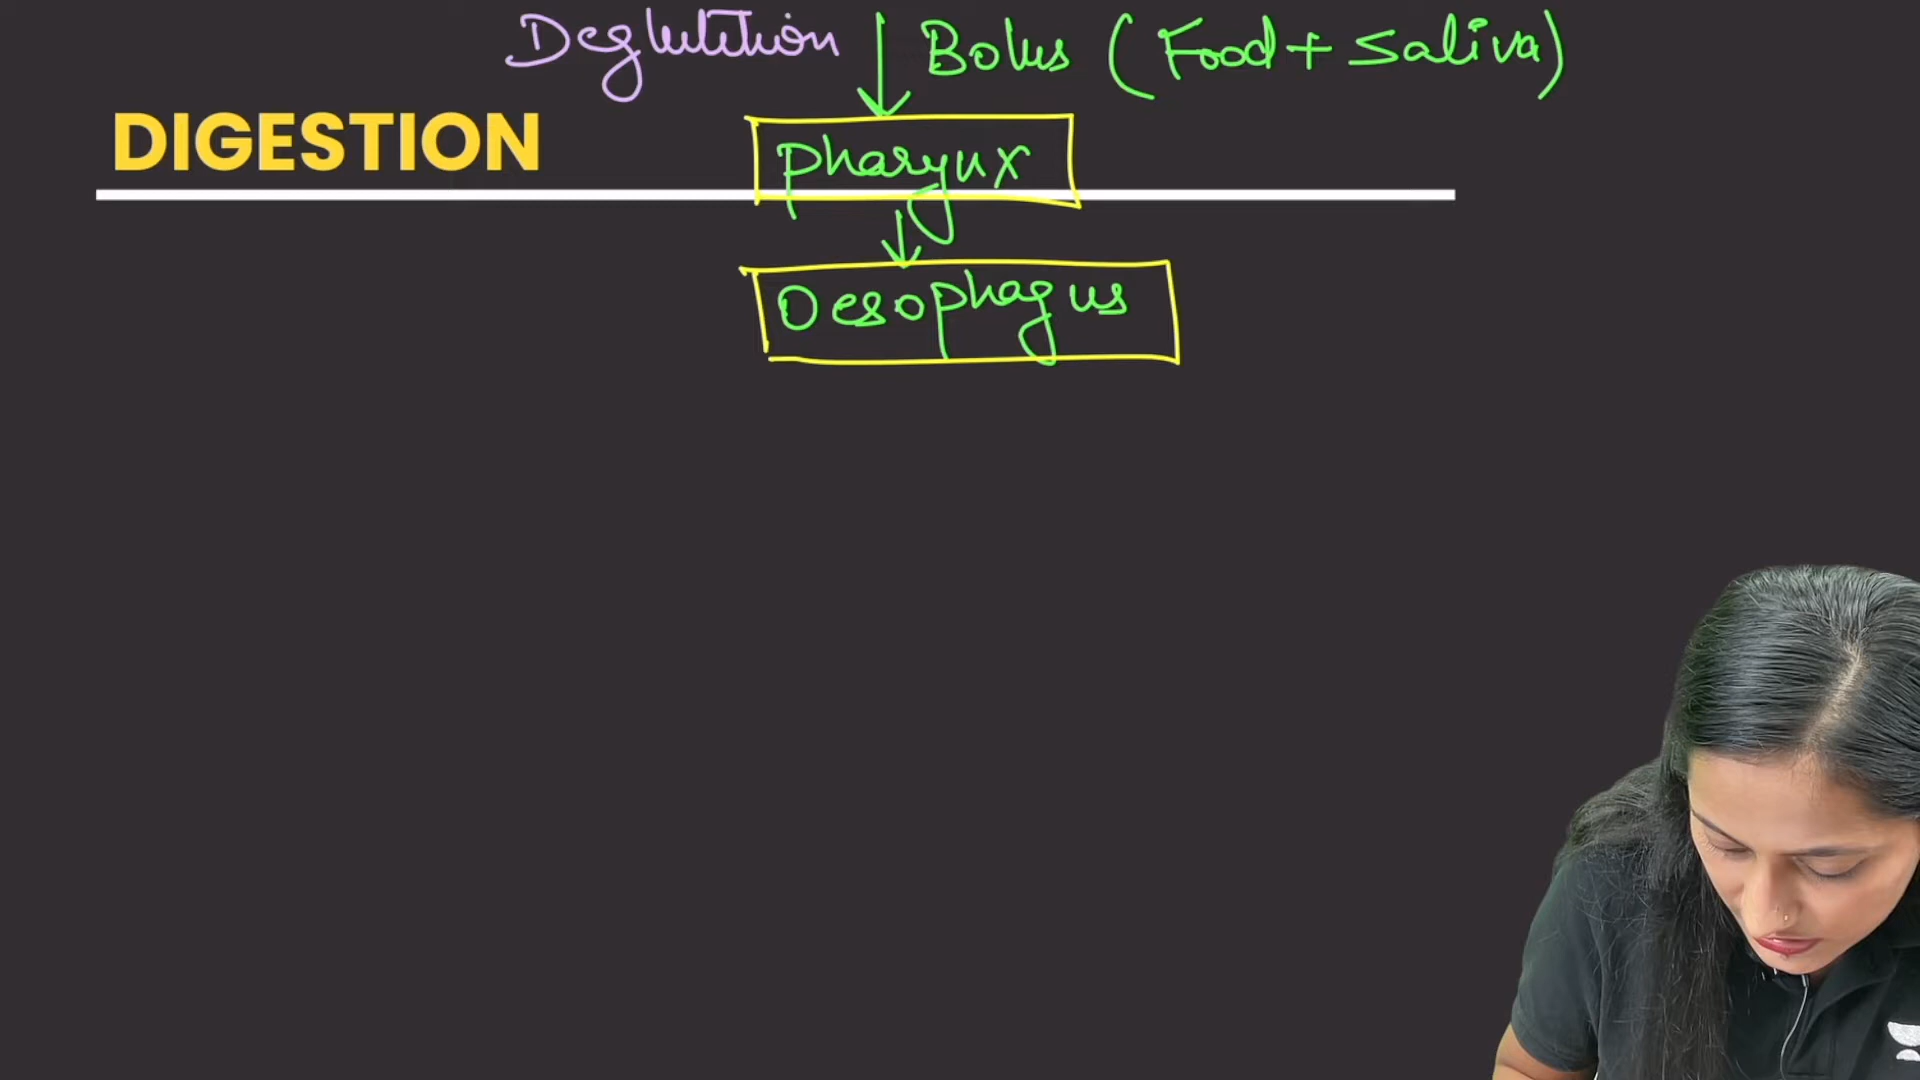 Deglutition ↓ Bolus (Food + Saliva)
DIGESTION
Pharynx
↓
Oesophagus